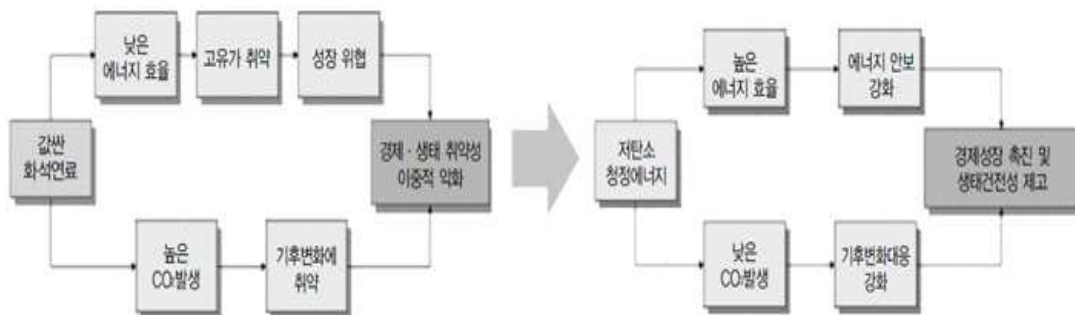 낮은
에너지 효율
고유가 취약
성장 위협
값싼
화석연료
경제·생태 취약성
이중적 악화
높은
CO₂발생
기후변화에
취약
높은
에너지 효율
에너지 안보
강화
저탄소
청정에너지
경제성장 촉진 및
생태건전성 제고
낮은
CO₂발생
기후변화대응
강화